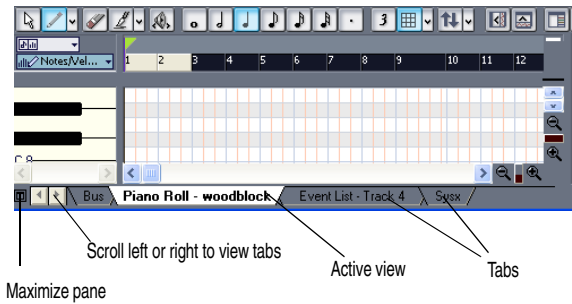 3
Notes/Vel...
1 2 3 4 5 6 7 8 9 10 11 12
C 8
Bus Piano Roll - woodblock Event List - Track 4 Sysx
Scroll left or right to view tabs
Active view
Tabs
Maximize pane